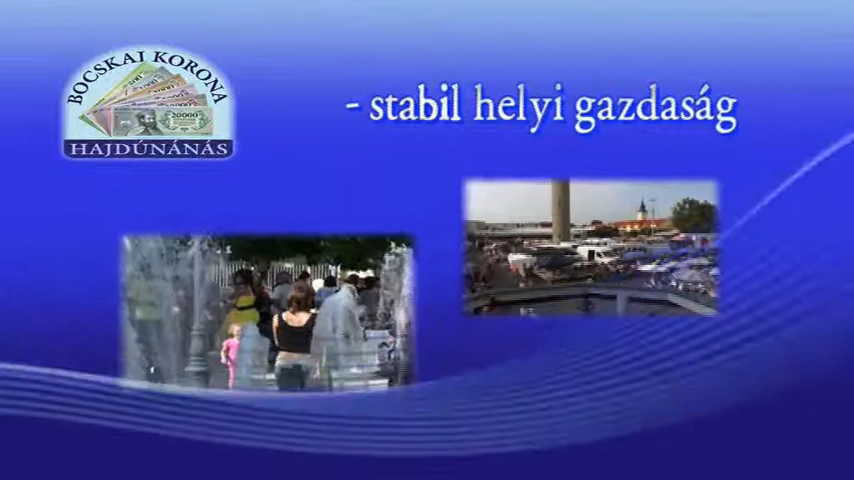 BOCSKAI KORONA
20000
HAJDÚNÁNÁS
- stabil helyi gazdaság